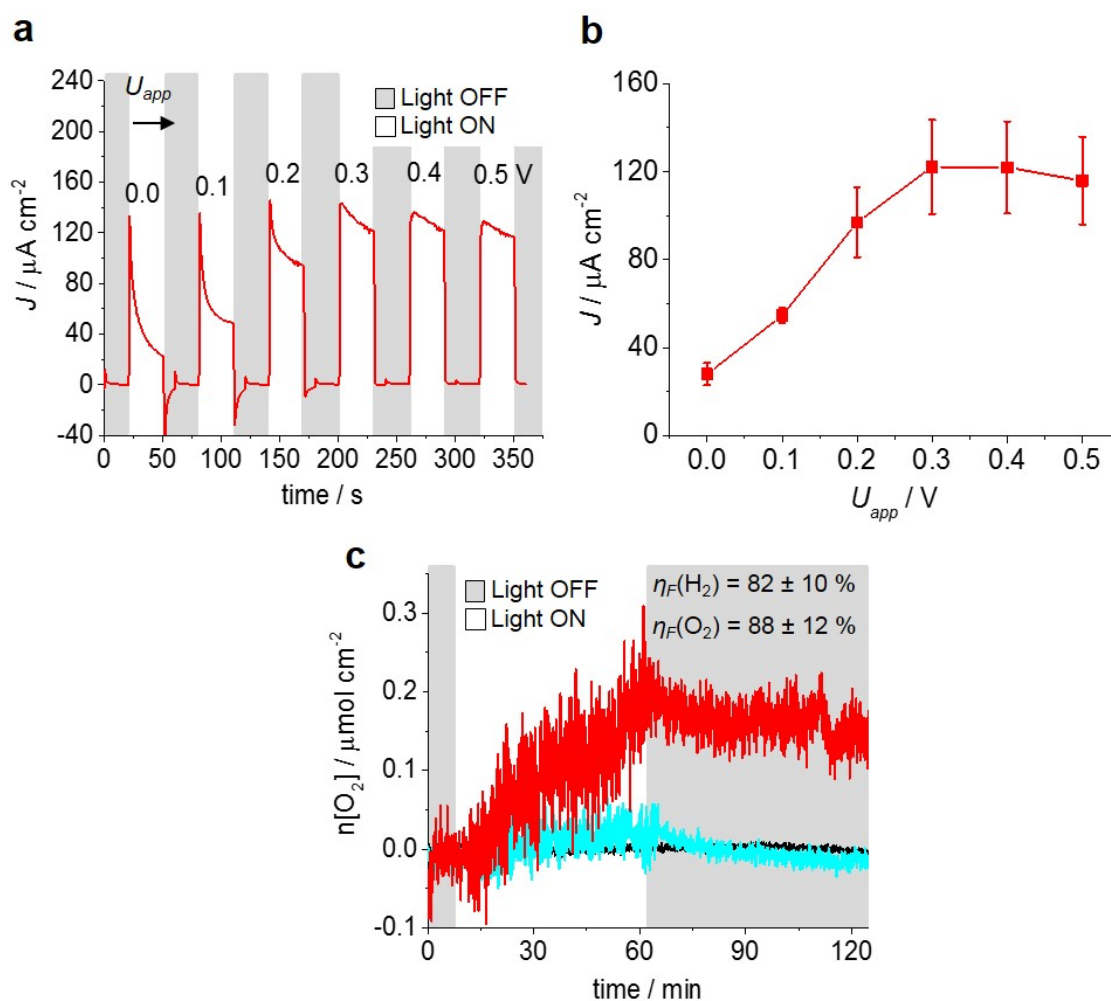 a
240
200
160
120
80
40
0
-40
J / μA cm-2
Uapp
Light OFF
Light ON
0.0
0.1
0.2
0.3
0.4
0.5 V
0 50 100 150 200 250 300 350
time / s
b
160
120
80
40
0
J / μA cm-2
0.0 0.1 0.2 0.3 0.4 0.5
Uapp / V
c
Light OFF
Light ON
ηF(H2) = 82 ± 10 %
ηF(O2) = 88 ± 12 %
0.3
0.2
0.1
0.0
-0.1
n[O2] / μmol cm-2
0 30 60 90 120
time / min